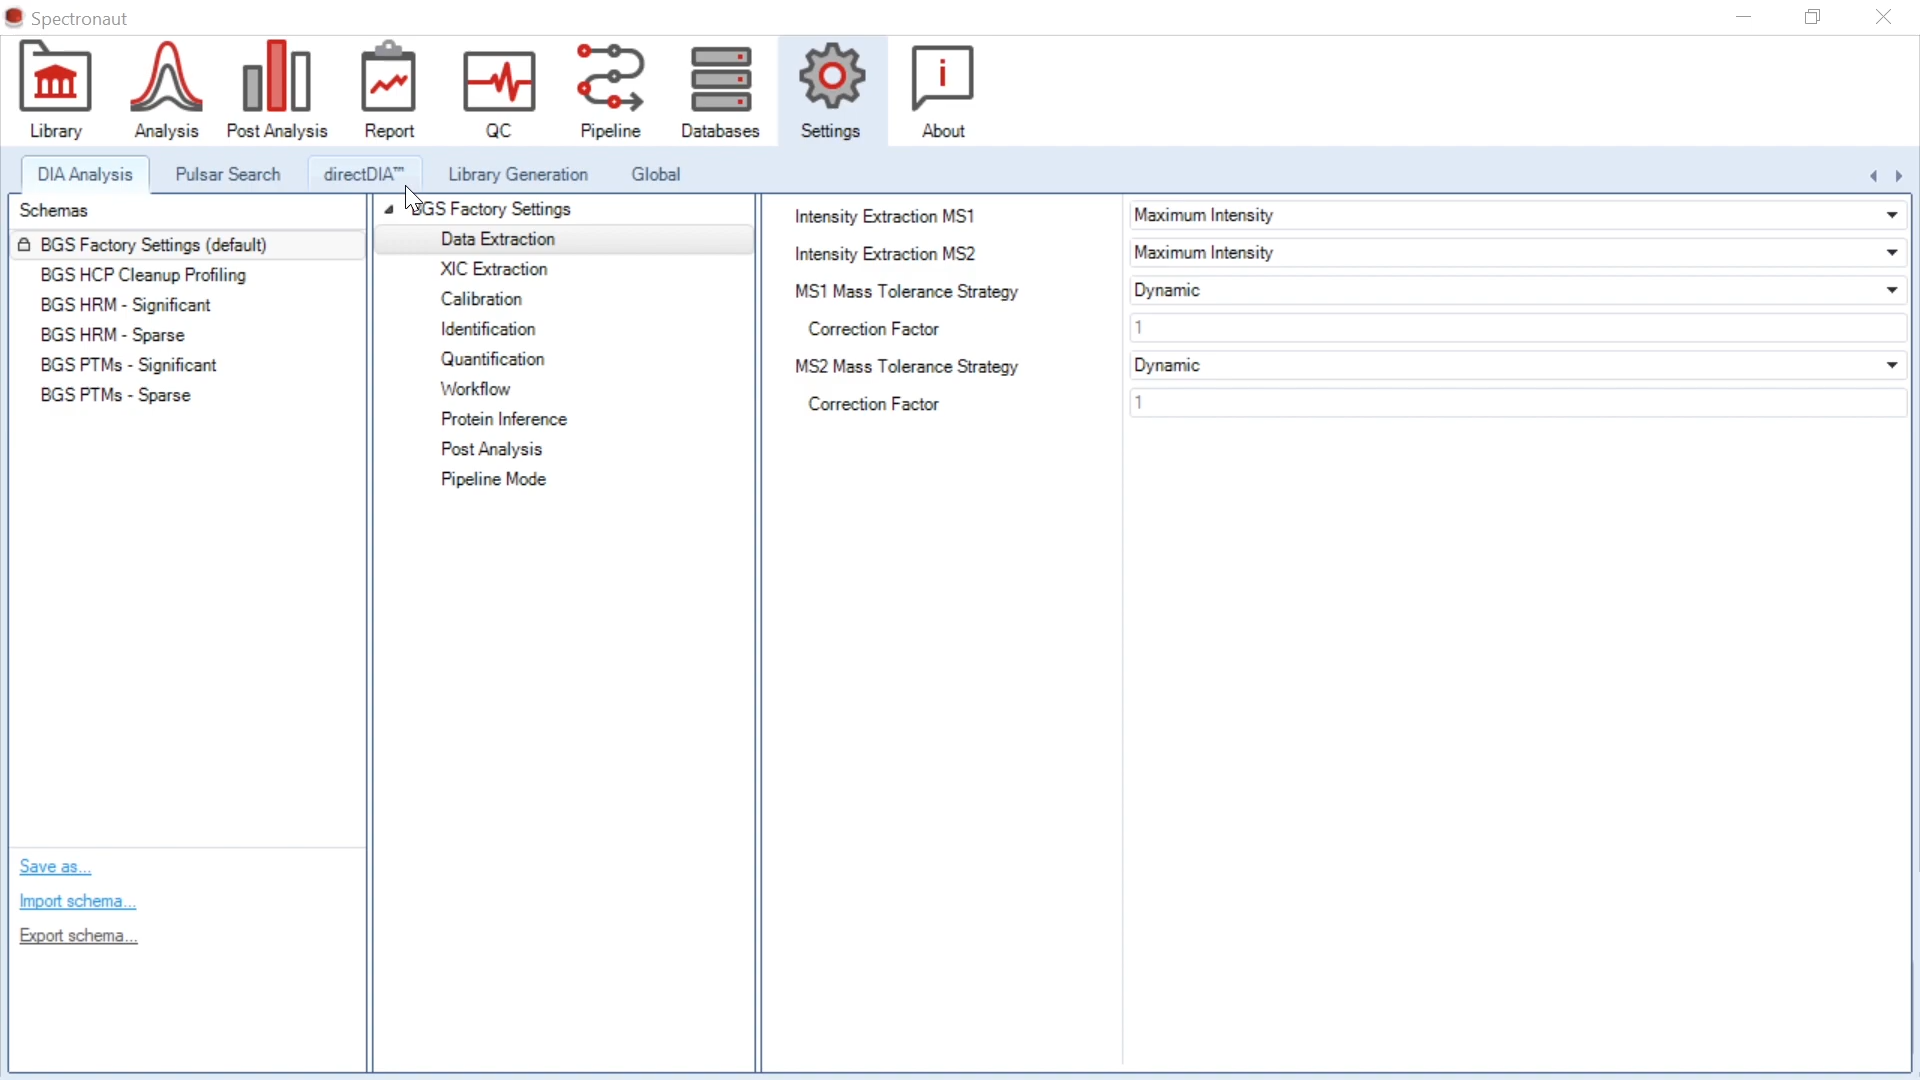 Spectronaut
Library
Analysis
Post Analysis
Report
QC
Pipeline
Databases
Settings
About
DIA Analysis
Pulsar Search
directDIA™
Library Generation
Global
Schemas
BGS Factory Settings (default)
BGS HCP Cleanup Profiling
BGS HRM - Significant
BGS HRM - Sparse
BGS PTMs - Significant
BGS PTMs - Sparse
Save as...
Import schema...
Export schema...
BGS Factory Settings
Data Extraction
XIC Extraction
Calibration
Identification
Quantification
Workflow
Protein Inference
Post Analysis
Pipeline Mode
Intensity Extraction MS1
Maximum Intensity
Intensity Extraction MS2
Maximum Intensity
MS1 Mass Tolerance Strategy
Dynamic
Correction Factor
1
MS2 Mass Tolerance Strategy
Dynamic
Correction Factor
1